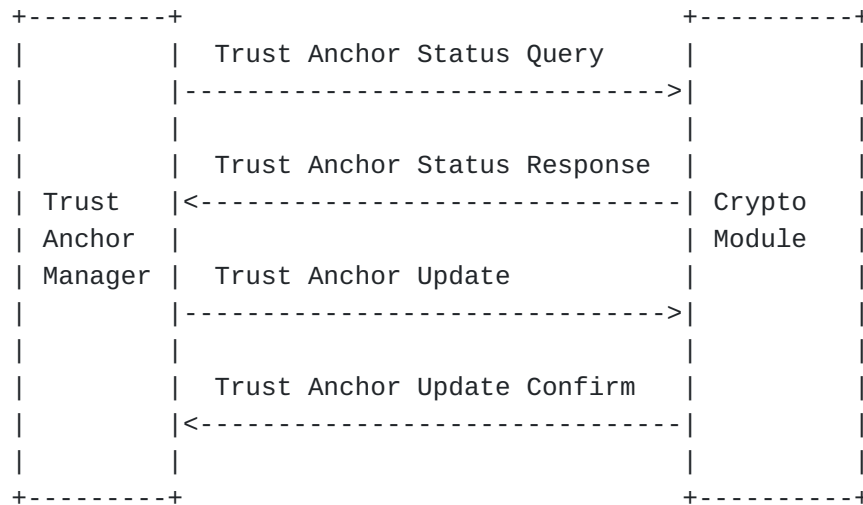 Trust Anchor Status Query
Trust Anchor Status Response
Trust Crypto
Anchor Module
Manager Trust Anchor Update
Trust Anchor Update Confirm